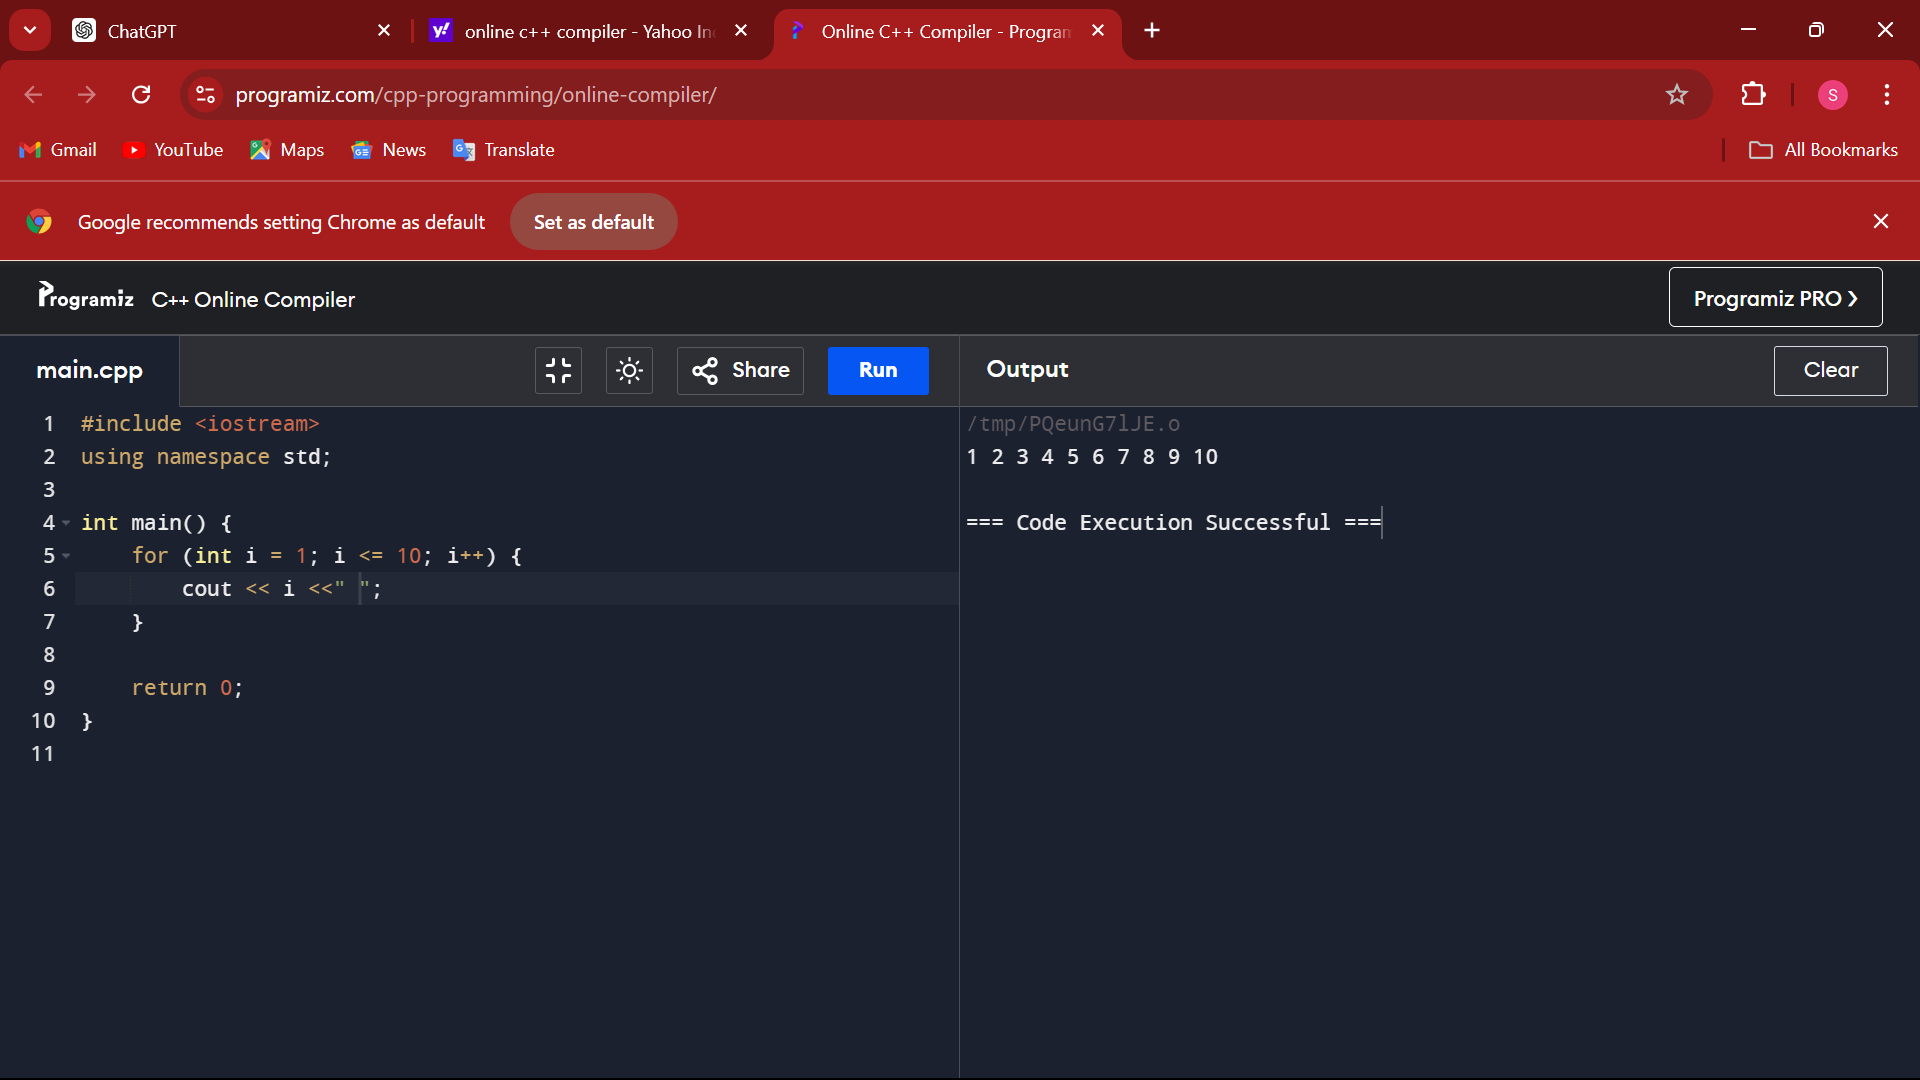 ChatGPT
online c++ compiler - Yahoo In
Online C++ Compiler - Program
programiz.com/cpp-programming/online-compiler/
S
Gmail
YouTube
Maps
News
Translate
All Bookmarks
Google recommends setting Chrome as default
Set as default
Programiz
C++ Online Compiler
Programiz PRO ❯
main.cpp
Share
Run
Output
Clear
1 #include <iostream>
2 using namespace std;
3
4 int main() {
5     for (int i = 1; i <= 10; i++) {
6         cout << i <<" ";
7     }
8
9     return 0;
10 }
11
/tmp/PQeunG7lJE.o
1 2 3 4 5 6 7 8 9 10
=== Code Execution Successful ===